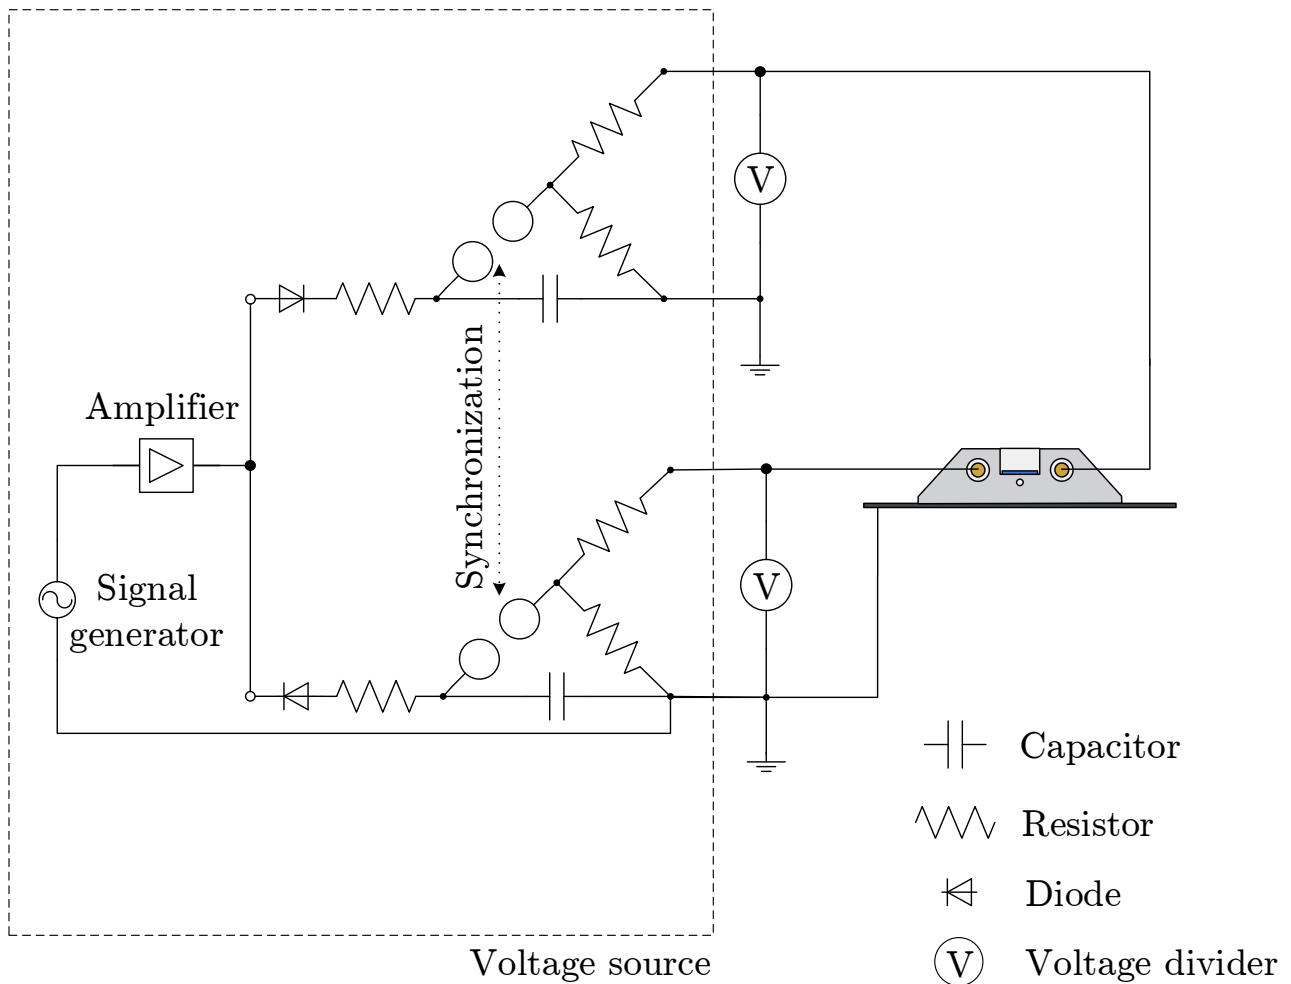 V
Amplifier
Synchronization
Signal
generator
V
Capacitor
Resistor
Diode
Voltage source
V Voltage divider